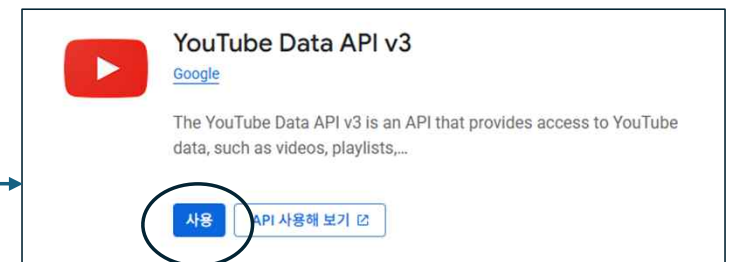 YouTube Data API v3
Google
The YouTube Data API v3 is an API that provides access to YouTube
data, such as videos, playlists,...
사용
API 사용해 보기